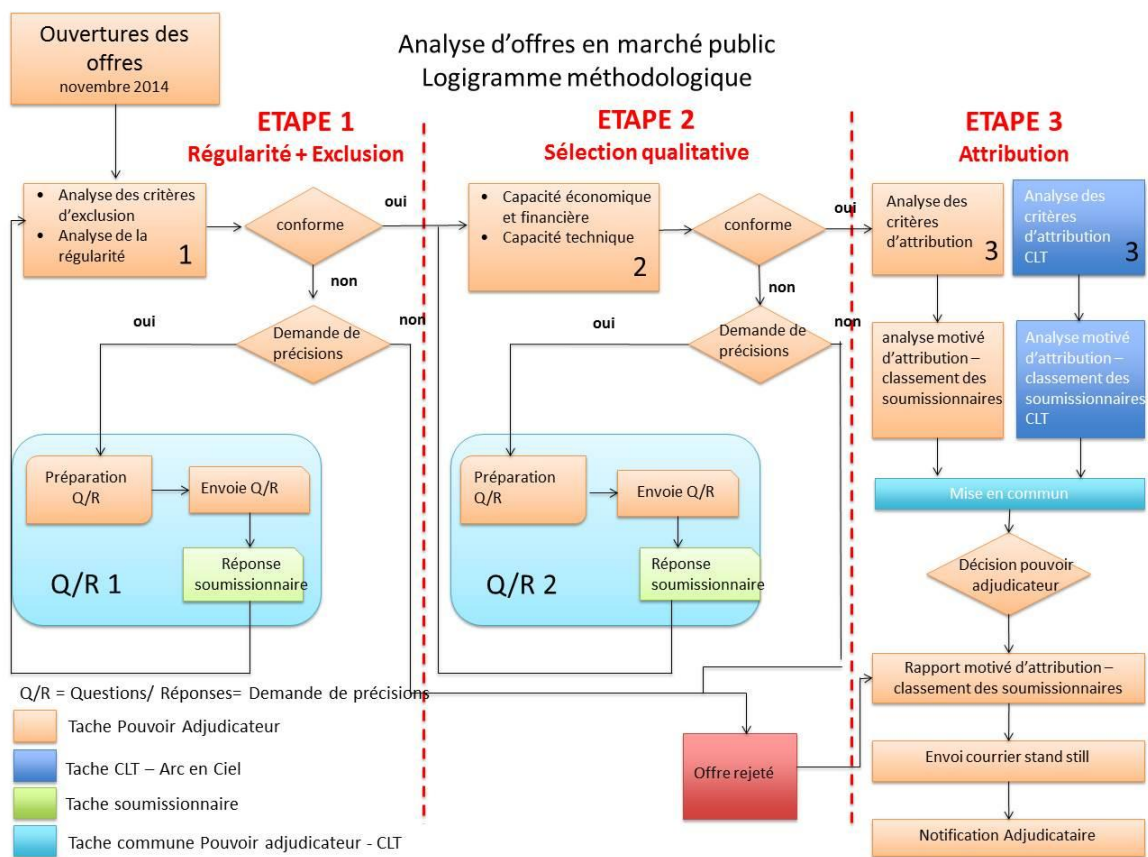 Ouvertures des
offres
novembre 2014
Analyse d'offres en marché public
Logigramme méthodologique
ETAPE 1
Régularité + Exclusion
ETAPE 2
Sélection qualitative
ETAPE 3
Attribution
• Analyse des critères
d'exclusion
• Analyse de la
régularité
1
conforme
oui
non
• Capacité économique
et financière
• Capacité technique
2
conforme
oui
non
Analyse des
critères
d'attribution
3
Analyse des
critères
d'attribution
CLT
3
oui
Demande de
précisions
non
oui
Demande de
précisions
non
analyse motivé
d'attribution –
classement des
soumissionnaires
Analyse motivé
d'attribution –
classement des
soumissionnaires
CLT
Préparation
Q/R
Envoie Q/R
Réponse
soumissionnaire
Q/R 1
Préparation
Q/R
Envoie Q/R
Réponse
soumissionnaire
Q/R 2
Mise en commun
Décision pouvoir
adjudicateur
Rapport motivé d'attribution –
classement des soumissionnaires
Envoi courrier stand still
Notification Adjudicataire
Offre rejeté
Q/R = Questions/ Réponses= Demande de précisions
Tache Pouvoir Adjudicateur
Tache CLT – Arc en Ciel
Tache soumissionnaire
Tache commune Pouvoir adjudicateur - CLT